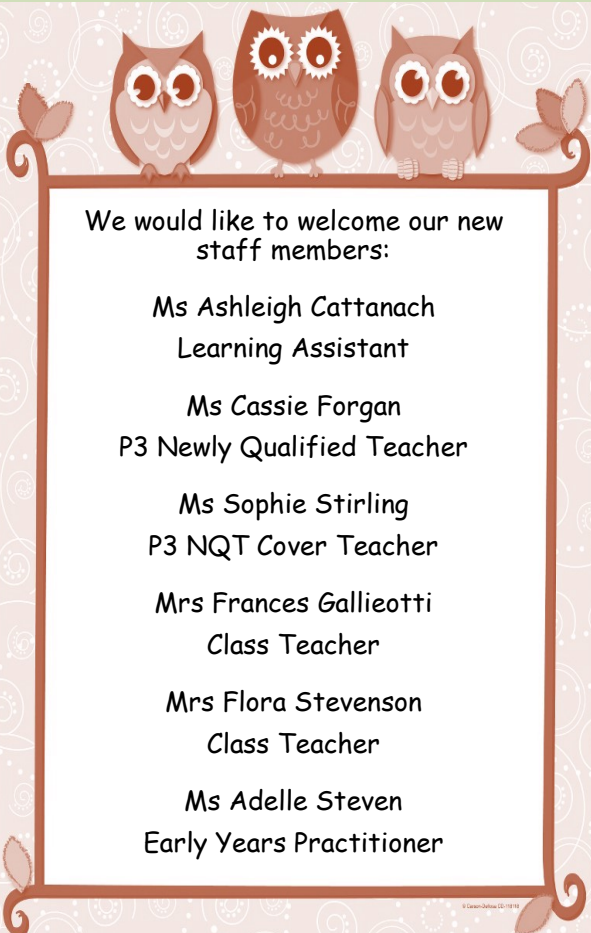 We would like to welcome our new
staff members:
Ms Ashleigh Cattanach
Learning Assistant
Ms Cassie Forgan
P3 Newly Qualified Teacher
Ms Sophie Stirling
P3 NQT Cover Teacher
Mrs Frances Gallieotti
Class Teacher
Mrs Flora Stevenson
Class Teacher
Ms Adelle Steven
Early Years Practitioner